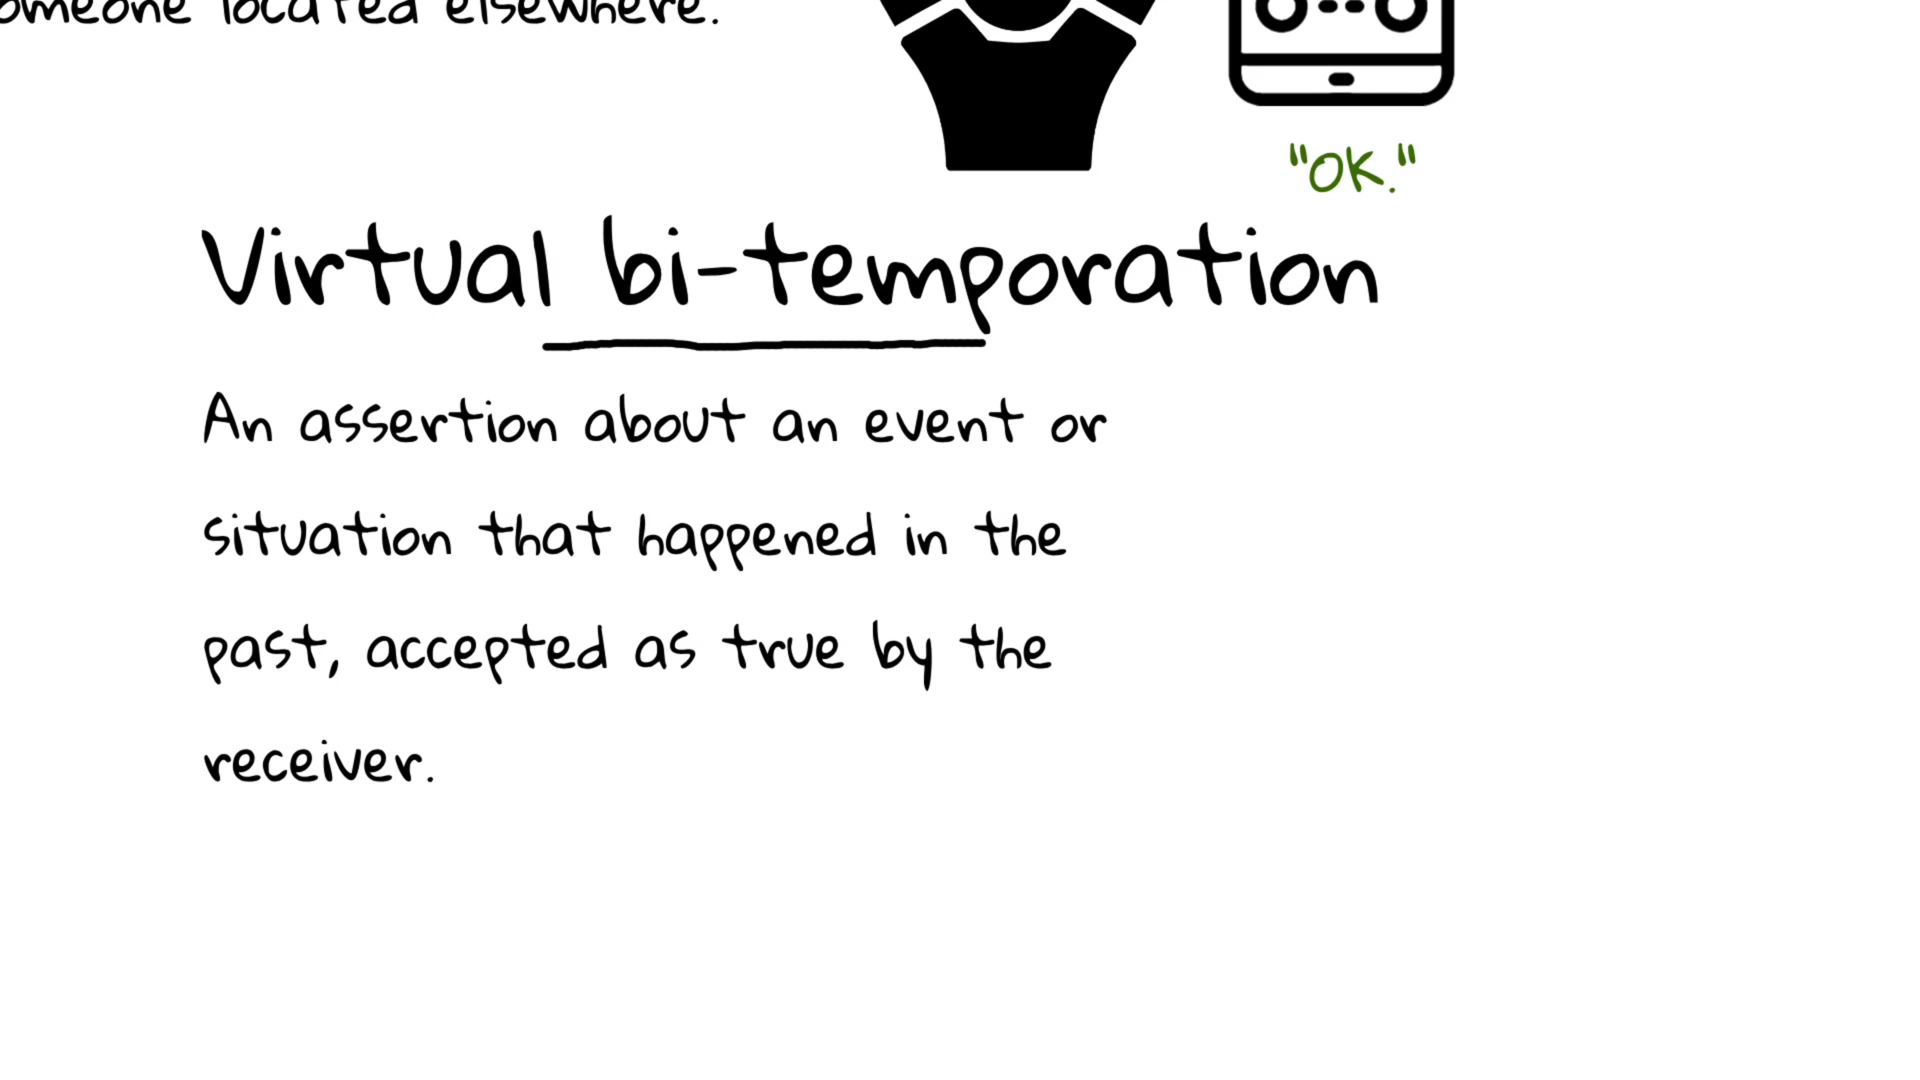 omeone located elsewhere.
"OK."
Virtual bi-temporation
An assertion about an event or
situation that happened in the
past, accepted as true by the
receiver.